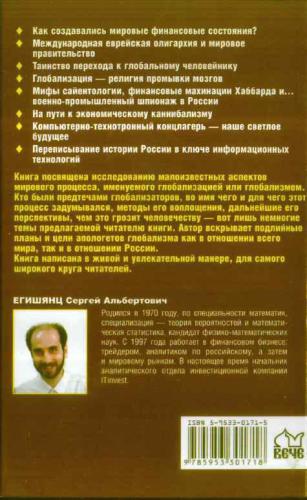 Как создавались мировые финансовые состояния?
Международная еврейская олигархия и мировое
правительство
Таинство перехода к глобальному человейнику
Глобализация — религия промывки мозгов
Мифы сайентологии, финансовые махинации Хаббарда и...
военно-промышленный шпионаж в России
На пути к экономическому каннибализму
Компьютерно-технотронный концлагерь — наше светлое
будущее
Переписывание истории России в ключе информационных
технологий
Книга посвящена исследованию малоизвестных аспектов
мирового процесса, именуемого глобализацией или глобализмом.
Кто были предтечами глобализаторов, во имя чего и для чего этот
процесс задумывался, методы его воплощения, дальнейшие его
перспективы, чем это грозит человечеству — вот лишь немногие
темы предлагаемой читателю книги. Автор вскрывает подлийные
планы и цели апологетов глобализма как в отношении всего
мира, так и в отношении России.
Книга написана в живой и увлекательной манере, для самого
широкого круга читателей.
ЕГИШЯНЦ Сергей Альбертович
Родился в 1970 году, по специальности математик,
специализация — теория вероятностей и математи-
ческая статистика, кандидат физико-математических
наук. С 1997 года работает в финансовом бизнесе:
трейдером, аналитиком по российскому, а затем
и мировому рынкам. В настоящее время начальник
аналитического отдела инвестиционной компании
ITinvest.
ISBN 5-9533-0171-5
9 785953 301718
ВЕЧЕ